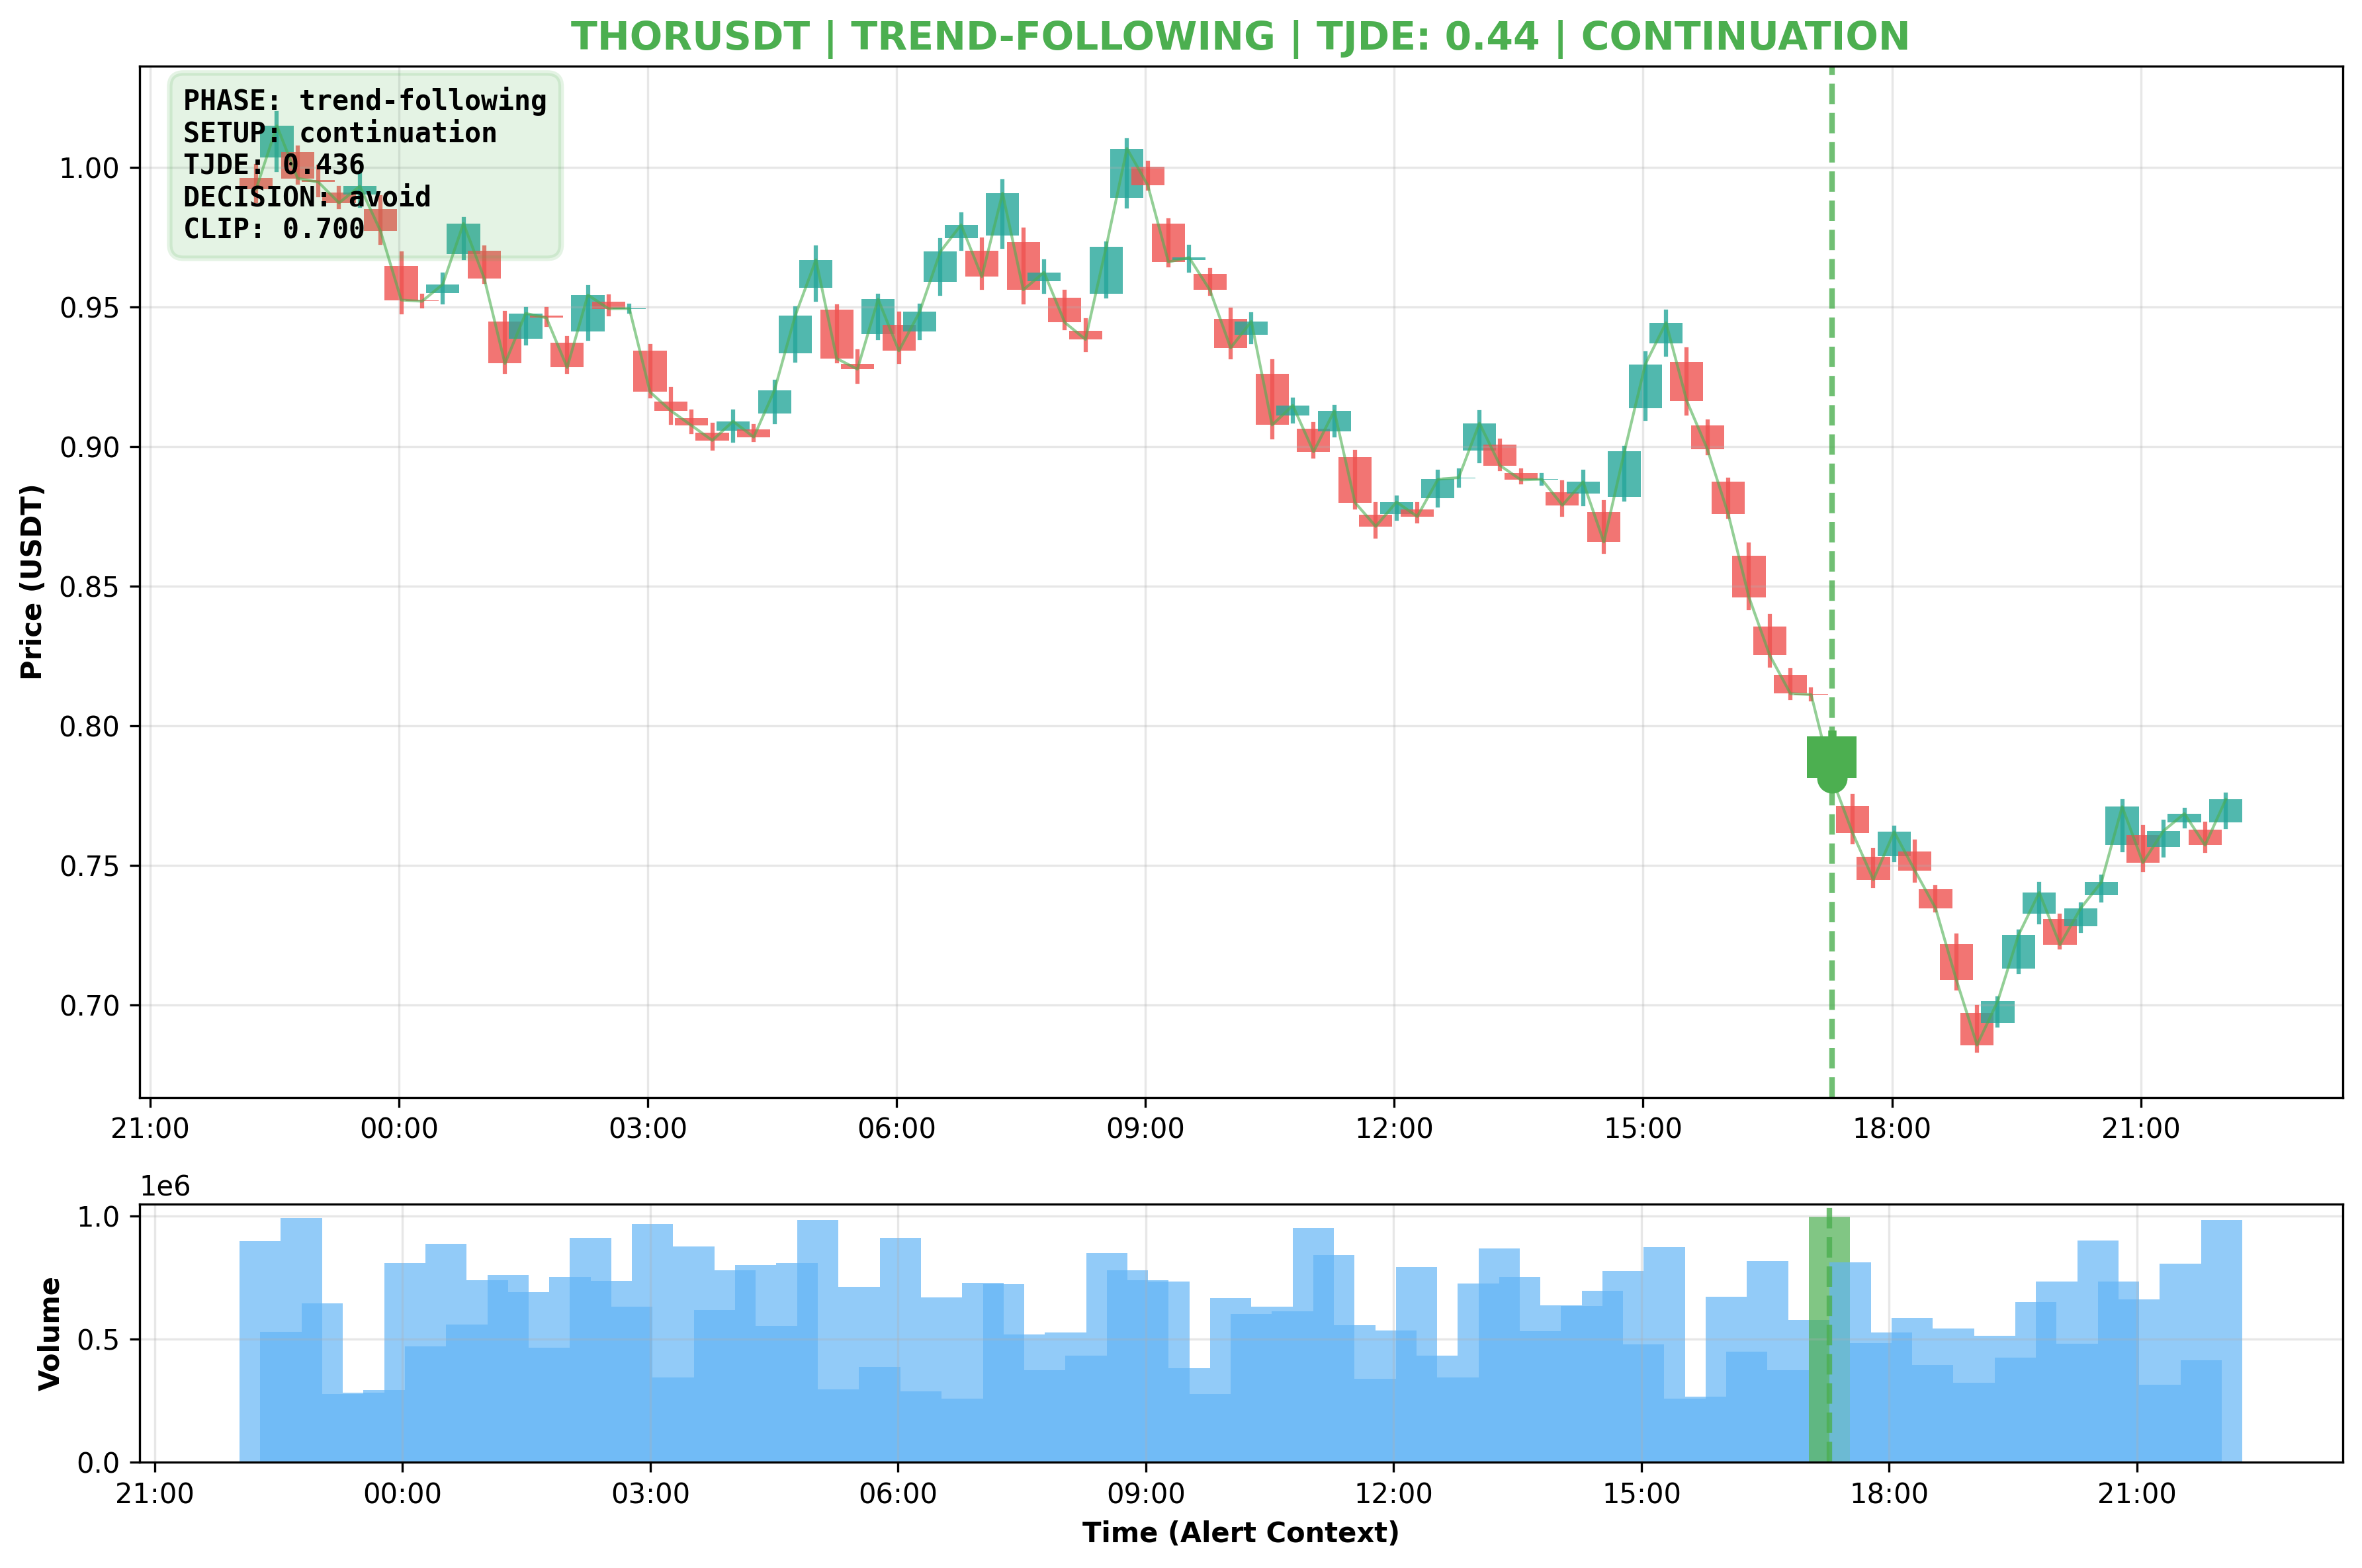 THORUSDT | TREND-FOLLOWING | TJDE: 0.44 | CONTINUATION
PHASE: trend-following
SETUP: continuation
TJDE: 0.436
DECISION: avoid
CLIP: 0.700
Price (USDT)
1.00
0.95
0.90
0.85
0.80
0.75
0.70
21:00 00:00 03:00 06:00 09:00 12:00 15:00 18:00 21:00
1e6
Volume
1.0
0.5
0.0
21:00 00:00 03:00 06:00 09:00 12:00 15:00 18:00 21:00
Time (Alert Context)